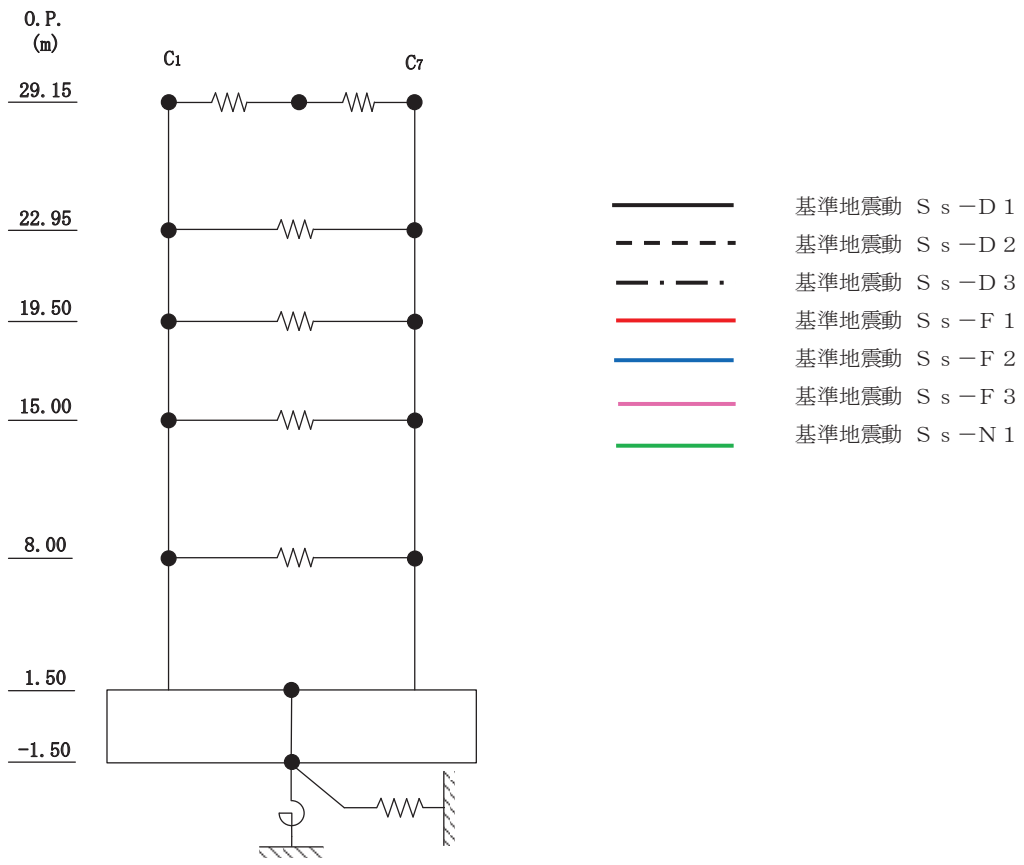 O.P.
(m)
C1
C7
29.15
22.95
19.50
15.00
8.00
1.50
-1.50
基準地震動 Ｓｓ－Ｄ１
基準地震動 Ｓｓ－Ｄ２
基準地震動 Ｓｓ－Ｄ３
基準地震動 Ｓｓ－Ｆ１
基準地震動 Ｓｓ－Ｆ２
基準地震動 Ｓｓ－Ｆ３
基準地震動 Ｓｓ－Ｎ１